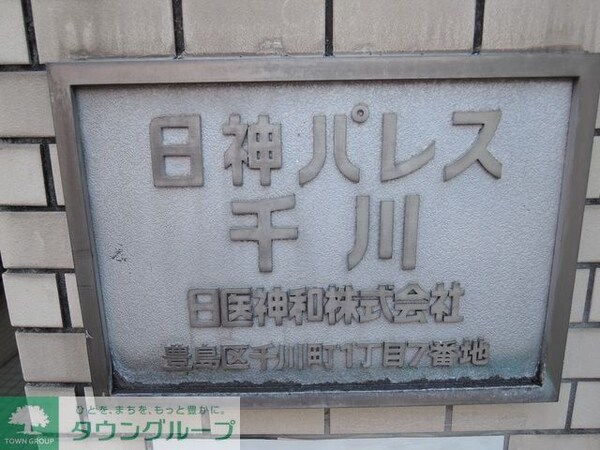 日神パレス
千川
日医神和株式会社
豊島区千川町1丁目7番地
ひとを、まちを、もっと豊かに。
タウングループ
TOWN GROUP